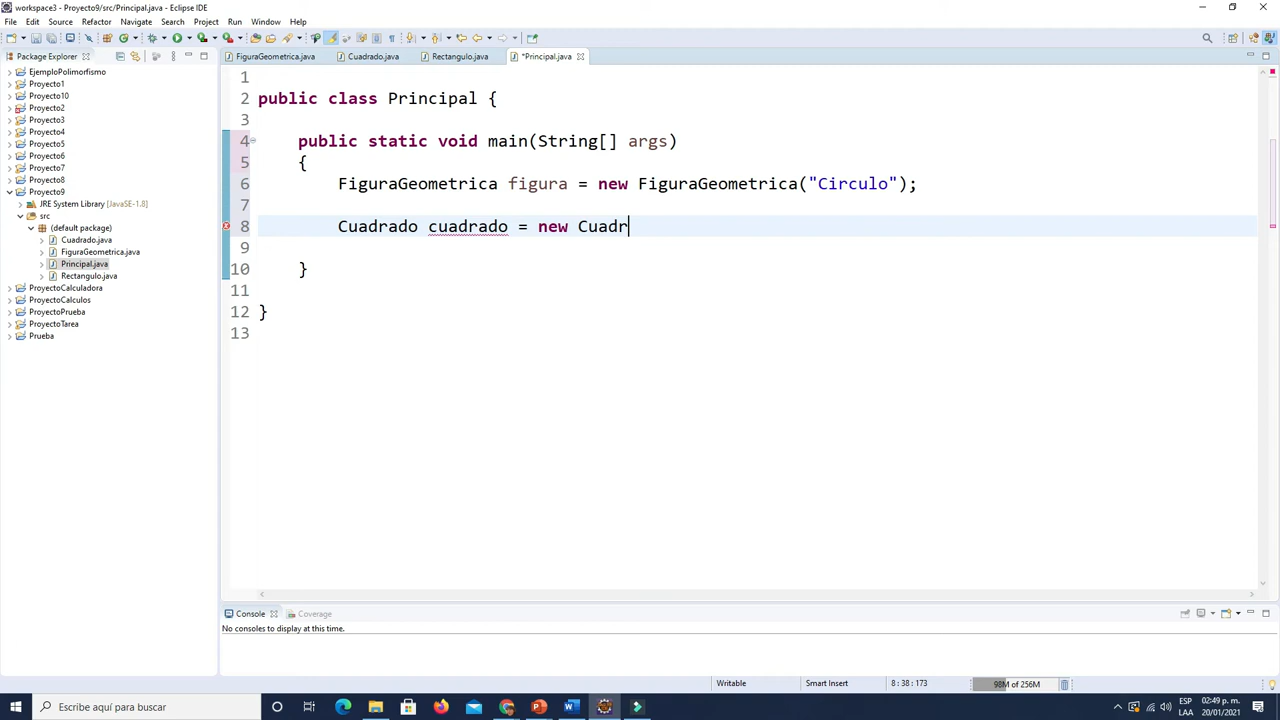 workspace3 - Proyecto9/src/Principal.java - Eclipse IDE
File Edit Source Refactor Navigate Search Project Run Window Help
Package Explorer
FiguraGeometrica.java Cuadrado.java Rectangulo.java *Principal.java
EjemploPolimorfismo
Proyecto1
Proyecto10
Proyecto2
Proyecto3
Proyecto4
Proyecto5
Proyecto6
Proyecto7
Proyecto8
Proyecto9
JRE System Library [JavaSE-1.8]
src
(default package)
Cuadrado.java
FiguraGeometrica.java
Principal.java
Rectangulo.java
ProyectoCalculadora
ProyectoCalculos
ProyectoPrueba
ProyectoTarea
Prueba
1
2 public class Principal {
3
4 public static void main(String[] args)
5 {
6 FiguraGeometrica figura = new FiguraGeometrica("Circulo");
7
8 Cuadrado cuadrado = new Cuadr
9
10 }
11
12 }
13
Console Coverage
No consoles to display at this time.
Writable Smart Insert 8 : 38 : 173 98M of 256M
Escribe aquí para buscar
ESP 02:49 p. m.
LAA 20/01/2021